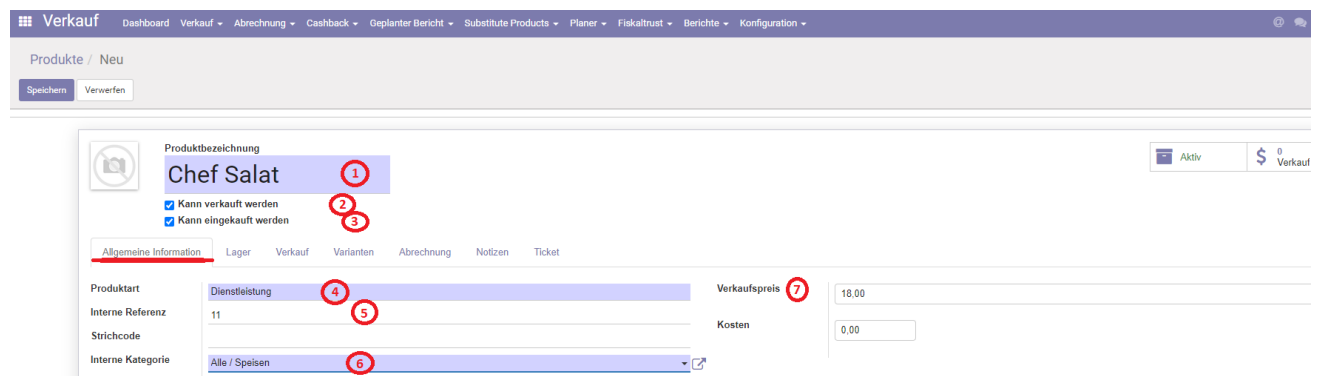 Verkauf Dashboard Verkauf Abrechnung Cashback Geplanter Bericht Substitute Products Planer Fiskaltrust Berichte Konfiguration @
Produkte / Neu
Speichern Verwerfen
Produktbezeichnung
Chef Salat 1
Aktiv $ 0 Verkauf
Kann verkauft werden 2
Kann eingekauft werden 3
Allgemeine Information Lager Verkauf Varianten Abrechnung Notizen Ticket
Produktart Dienstleistung 4 Verkaufspreis 7 18,00
Interne Referenz 11 5
Kosten 0,00
Strichcode
Interne Kategorie Alle / Speisen 6